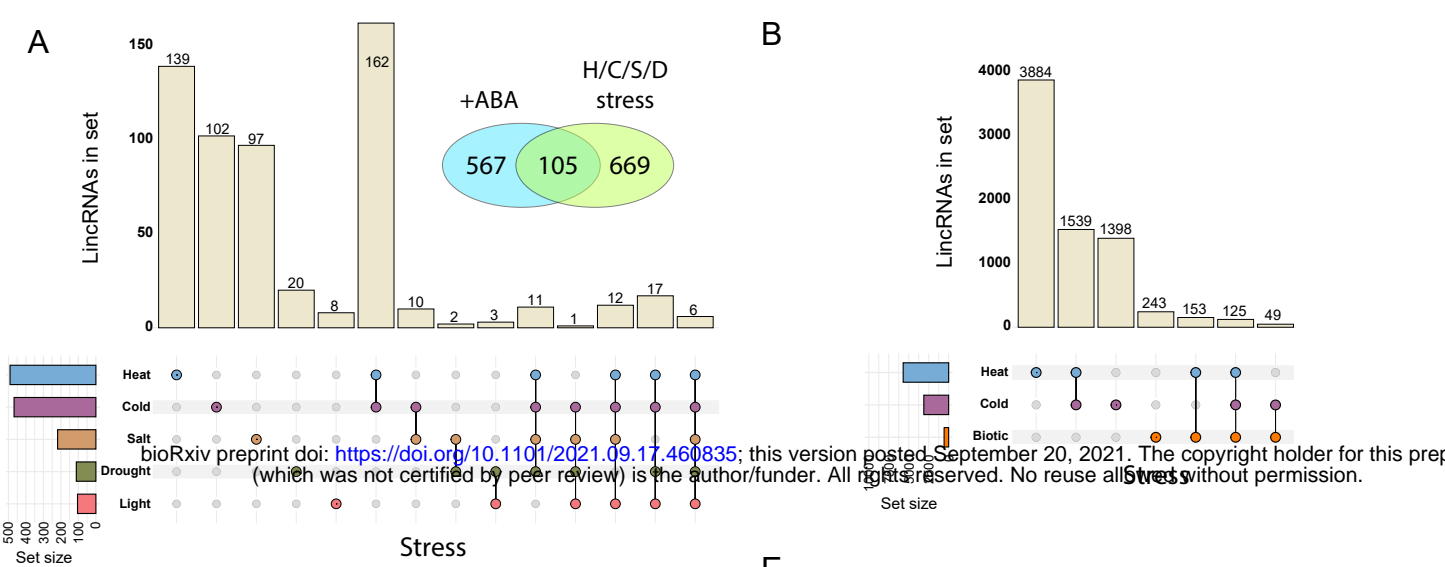 A
LincRNAs in set
150
100
50
0
139
102
97
20
8
162
10
2
3
11
1
12
17
6
+ABA
H/C/S/D
stress
567
105
669
Heat
Cold
Salt
Drought
Light
500
400
300
200
100
0
Set size
Stress
B
LincRNAs in set
4000
3000
2000
1000
0
3884
1539
1398
243
153
125
49
Heat
Cold
Biotic
Set size
Stress
bioRxiv preprint doi: https://doi.org/10.1101/2021.09.17.460835; this version posted September 20, 2021. The copyright holder for this prep
(which was not certified by peer review) is the author/funder. All rights reserved. No reuse allowed without permission.